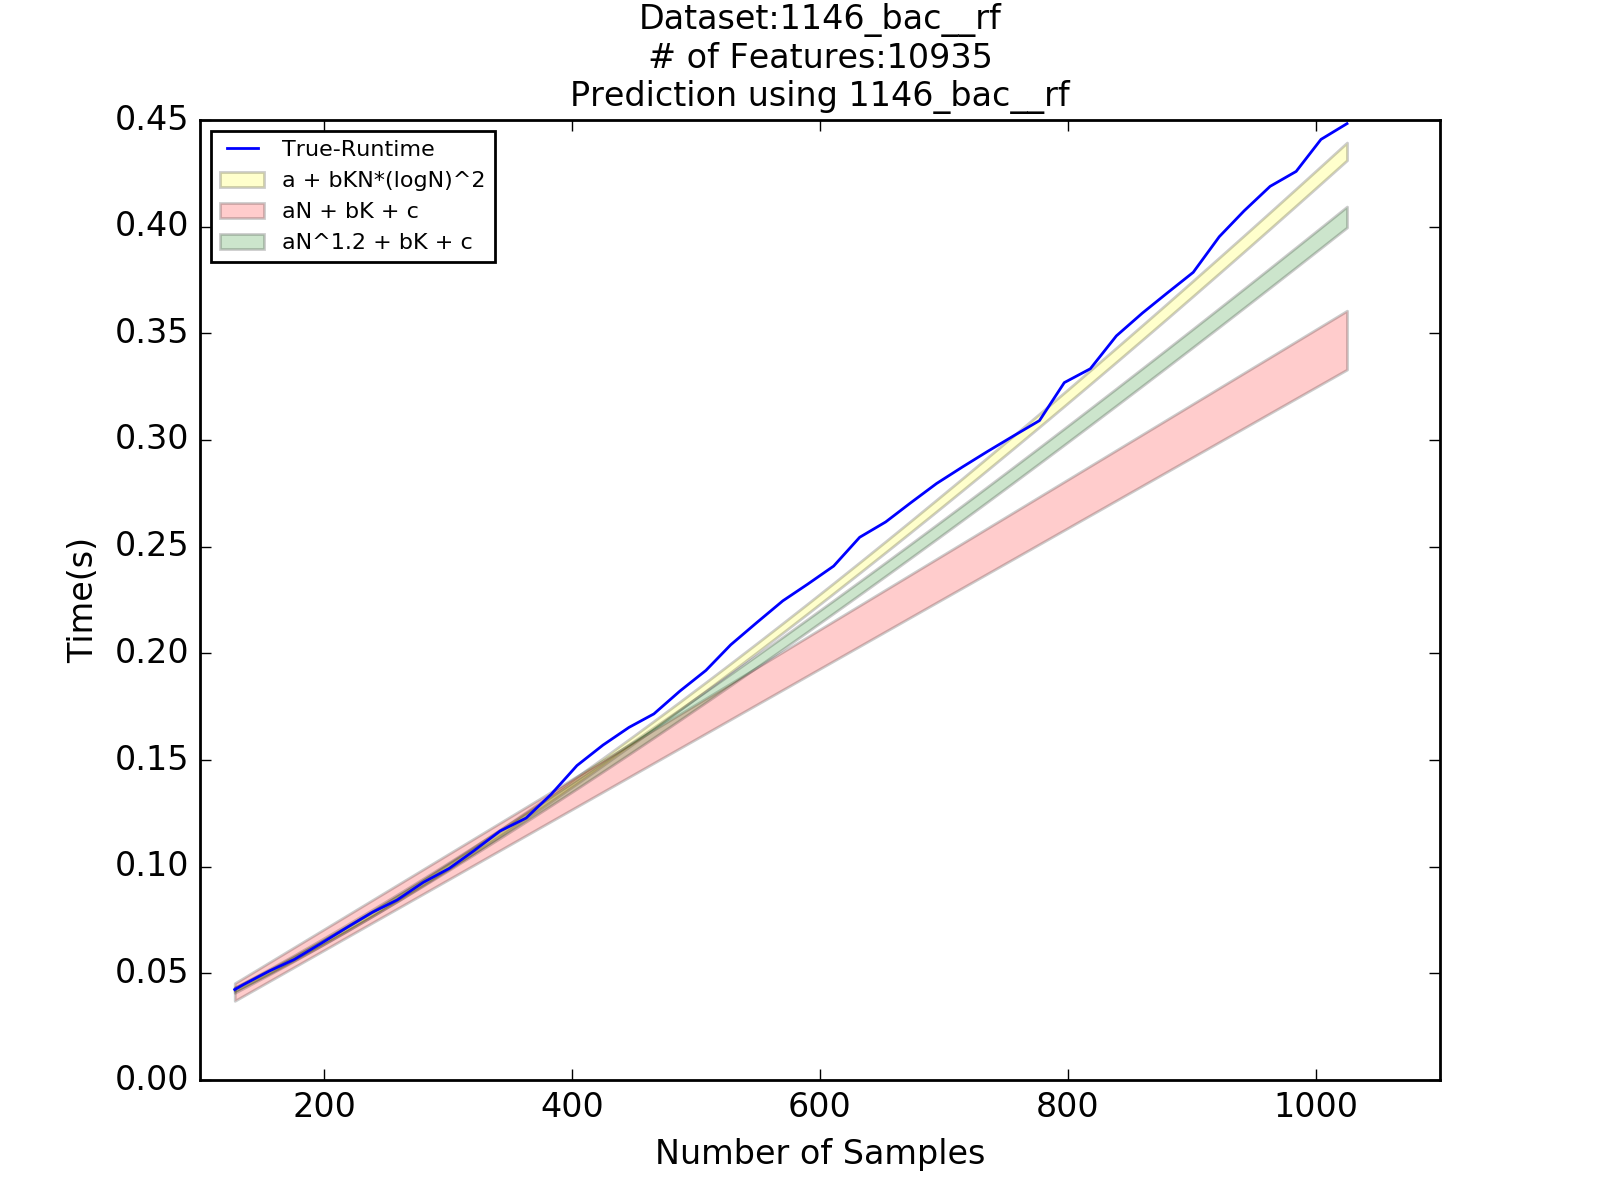 Dataset:1146_bac__rf
# of Features:10935
Prediction using 1146_bac__rf
0.45
0.40
0.35
0.30
0.25
0.20
0.15
0.10
0.05
0.00
Time(s)
True-Runtime
a + bKN*(logN)^2
aN + bK + c
aN^1.2 + bK + c
200
400
600
800
1000
Number of Samples